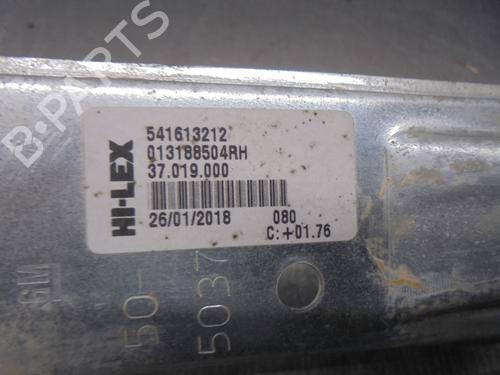 B-PARTS
HI-LEX
541613212
013188504RH
37.019.000
26/01/2018 080
C:+01.76
GM
50-
5037